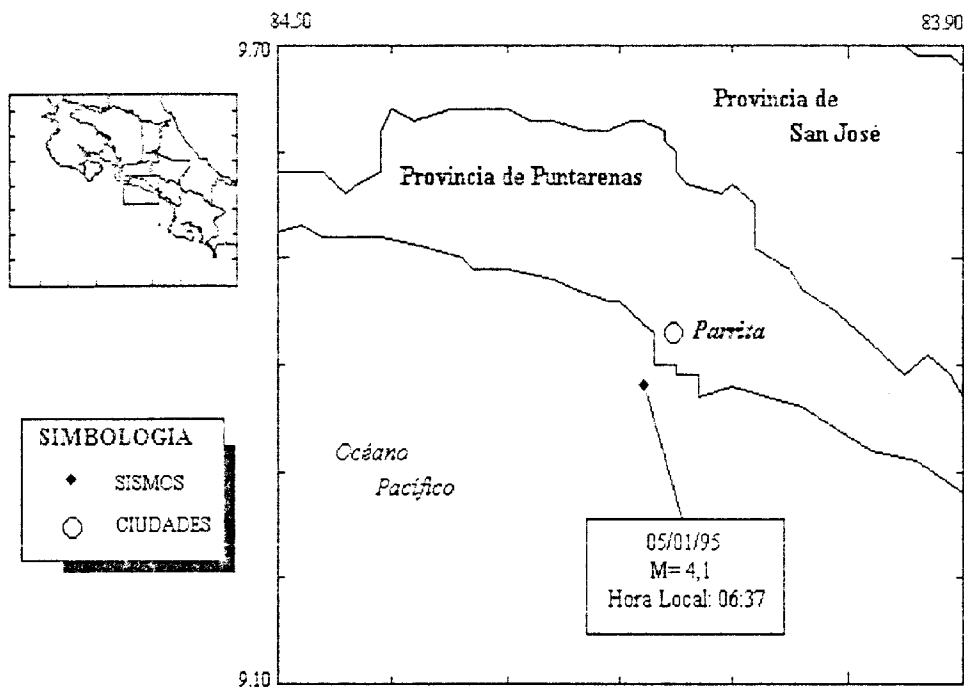 84.50
83.90
9.70
Provincia de
San José
Provincia de Puntarenas
Parrita
SIMBOLOGIA
SISMOS
CIUDADES
Océano
Pacífico
05/01/95
M= 4,1
Hora Local: 06:37
9.10